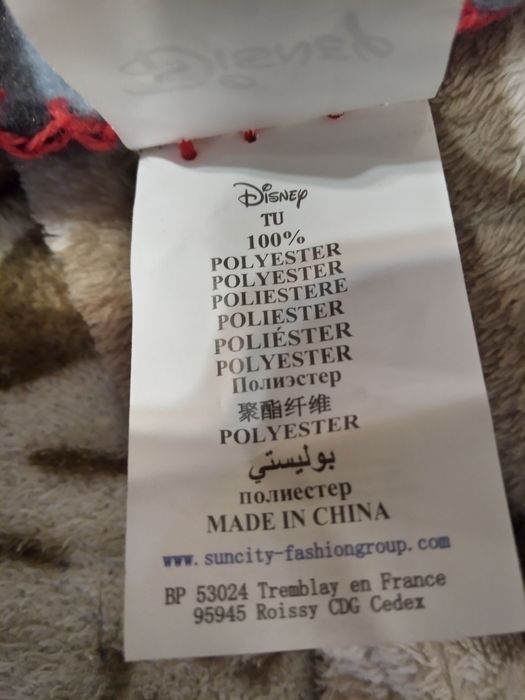 Disney
Disney
TU
100%
POLYESTER
POLYESTER
POLIESTERE
POLIESTER
POLIÉSTER
POLYESTER
Полиэстер
聚酯纤维
POLYESTER
بوليستي
полиестер
MADE IN CHINA
www.suncity-fashiongroup.com
BP 53024 Tremblay en France
95945 Roissy CDG Cedex